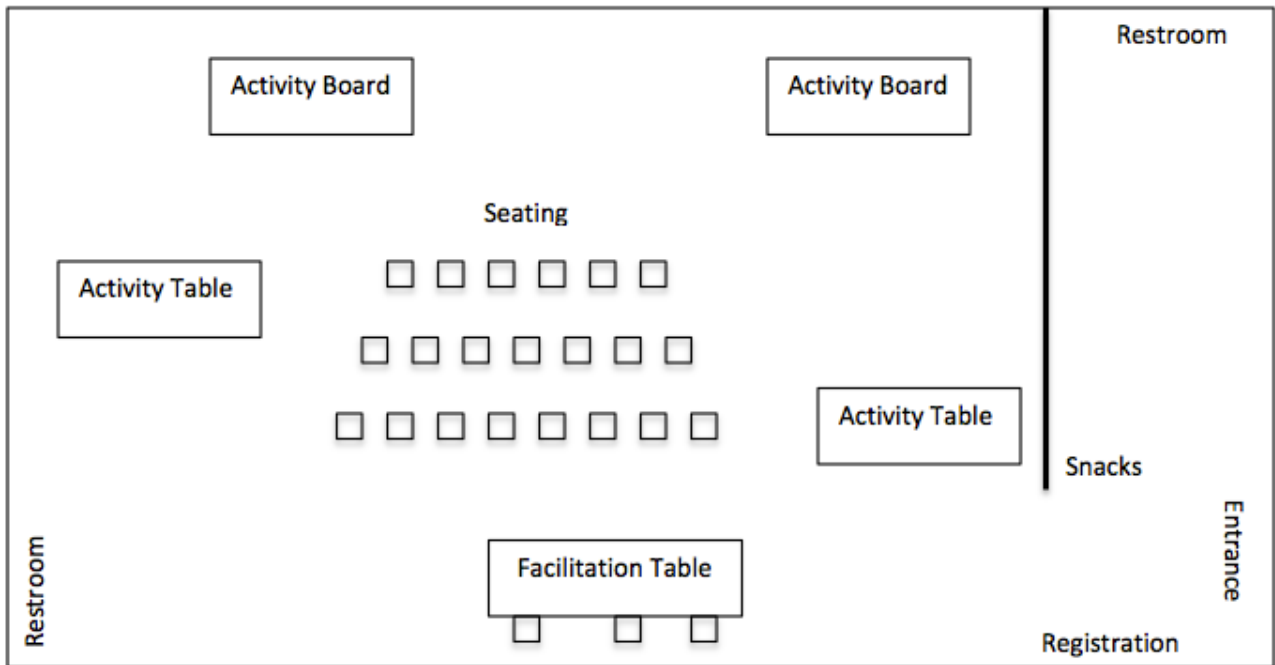 Restroom
Activity Board
Activity Board
Seating
Activity Table
Activity Table
Snacks
Entrance
Facilitation Table
Restroom
Registration